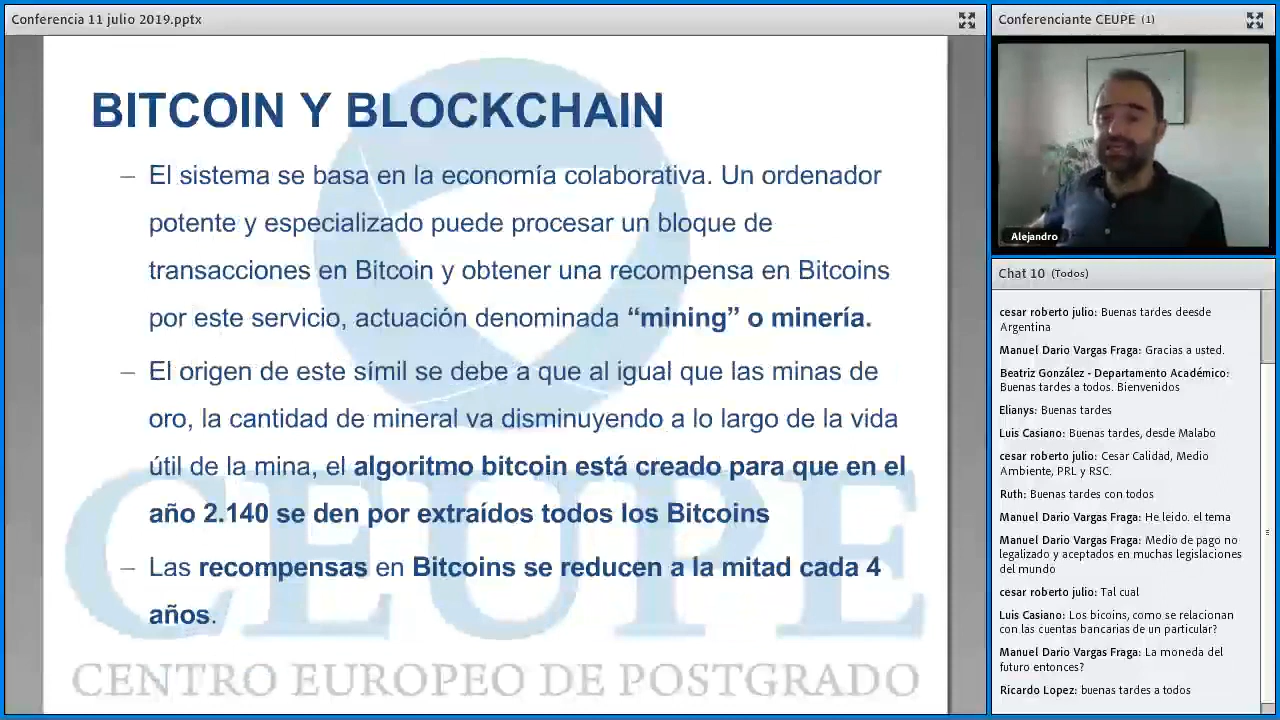 Conferencia 11 julio 2019.pptx
BITCOIN Y BLOCKCHAIN
– El sistema se basa en la economía colaborativa. Un ordenador
potente y especializado puede procesar un bloque de
transacciones en Bitcoin y obtener una recompensa en Bitcoins
por este servicio, actuación denominada “mining” o minería.
– El origen de este símil se debe a que al igual que las minas de
oro, la cantidad de mineral va disminuyendo a lo largo de la vida
útil de la mina, el algoritmo bitcoin está creado para que en el
año 2.140 se den por extraídos todos los Bitcoins
– Las recompensas en Bitcoins se reducen a la mitad cada 4
años.
CEUPE
CENTRO EUROPEO DE POSTGRADO
Conferenciante CEUPE (1)
Alejandro
Chat 10 (Todos)
cesar roberto julio: Buenas tardes deesde
Argentina
Manuel Dario Vargas Fraga: Gracias a usted.
Beatriz González - Departamento Académico:
Buenas tardes a todos. Bienvenidos
Elianys: Buenas tardes
Luis Casiano: Buenas tardes, desde Malabo
cesar roberto julio: Cesar Calidad, Medio
Ambiente, PRL y RSC.
Ruth: Buenas tardes con todos
Manuel Dario Vargas Fraga: He leido. el tema
Manuel Dario Vargas Fraga: Medio de pago no
legalizado y aceptados en muchas legislaciones
del mundo
cesar roberto julio: Tal cual
Luis Casiano: Los bicoins, como se relacionan
con las cuentas bancarias de un particular?
Manuel Dario Vargas Fraga: La moneda del
futuro entonces?
Ricardo Lopez: buenas tardes a todos